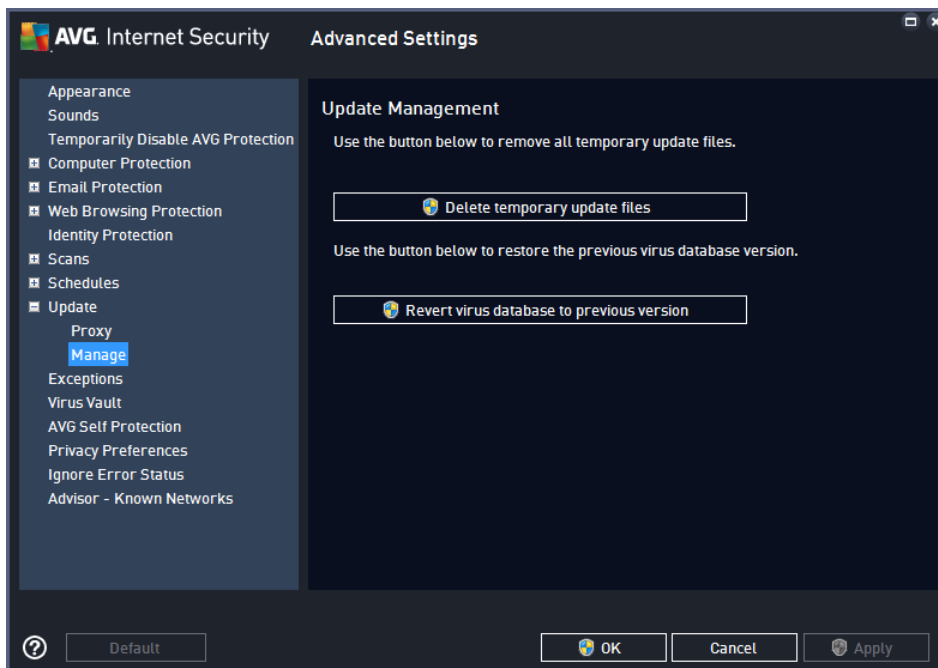 AVG. Internet Security
Advanced Settings
Appearance
Sounds
Temporarily Disable AVG Protection
Computer Protection
Email Protection
Web Browsing Protection
Identity Protection
Scans
Schedules
Update
Proxy
Manage
Exceptions
Virus Vault
AVG Self Protection
Privacy Preferences
Ignore Error Status
Advisor - Known Networks
Update Management
Use the button below to remove all temporary update files.
Delete temporary update files
Use the button below to restore the previous virus database version.
Revert virus database to previous version
Default
OK
Cancel
Apply